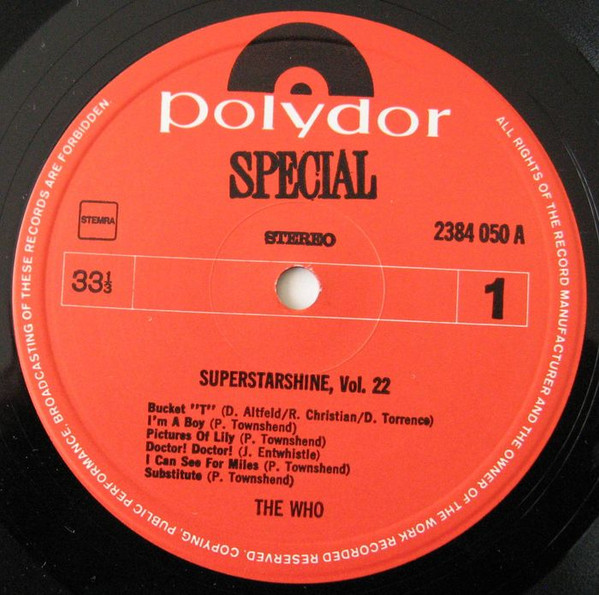 polydor
SPECIAL
STEMRA
STEREO
2384 050 A
33⅓
1
SUPERSTARSHINE, Vol. 22
Bucket "T" (D. Altfeld/R. Christian/D. Torrence)
I'm A Boy (P. Townshend)
Pictures Of Lily (P. Townshend)
Doctor! Doctor! (J. Entwhistle)
I Can See For Miles (P. Townshend)
Substitute (P. Townshend)
THE WHO
ALL RIGHTS OF THE RECORD MANUFACTURER AND THE OWNER OF THE WORK RECORDED RESERVED. COPYING, PUBLIC PERFORMANCE, BROADCASTING OF THESE RECORDS ARE FORBIDDEN.